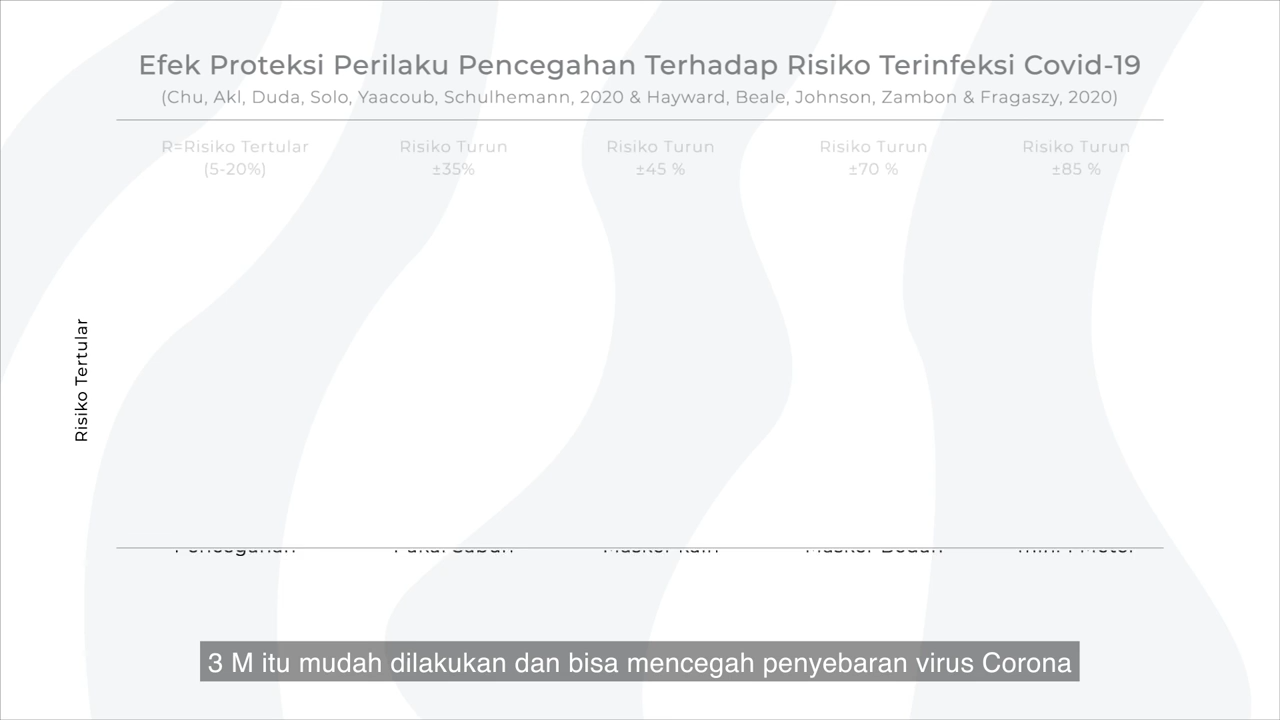 Efek Proteksi Perilaku Pencegahan Terhadap Risiko Terinfeksi Covid-19
(Chu, Akl, Duda, Solo, Yaacoub, Schulhemann, 2020 & Hayward, Beale, Johnson, Zambon & Fragaszy, 2020)
R=Risiko Tertular
(5-20%)
Risiko Turun
±35%
Risiko Turun
±45 %
Risiko Turun
±70 %
Risiko Turun
±85 %
Risiko Tertular
3 M itu mudah dilakukan dan bisa mencegah penyebaran virus Corona